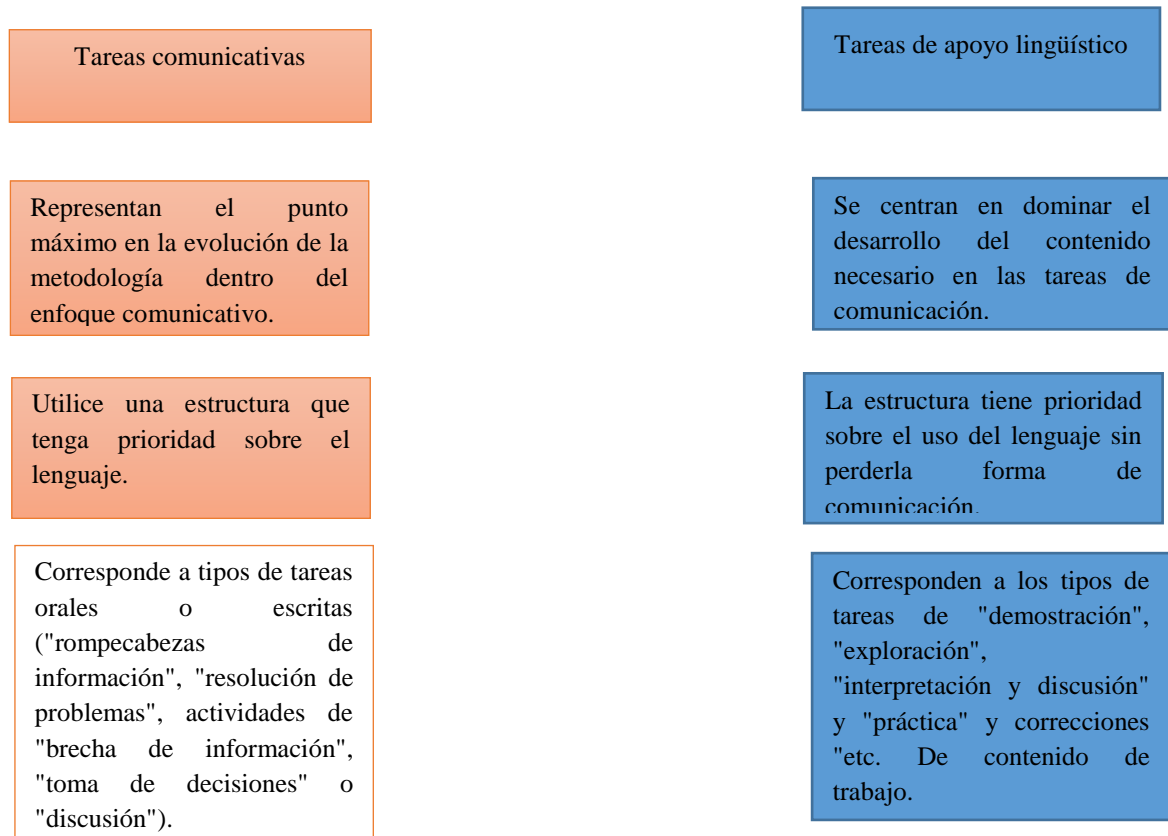 Tareas comunicativas
Representan el punto
máximo en la evolución de la
metodología dentro del
enfoque comunicativo.
Utilice una estructura que
tenga prioridad sobre el
lenguaje.
Corresponde a tipos de tareas
orales o escritas
("rompecabezas de
información", "resolución de
problemas", actividades de
"brecha de información",
"toma de decisiones" o
"discusión").
Tareas de apoyo lingüístico
Se centran en dominar el
desarrollo del contenido
necesario en las tareas de
comunicación.
La estructura tiene prioridad
sobre el uso del lenguaje sin
perderla forma de
comunicación.
Corresponden a los tipos de
tareas de "demostración",
"exploración",
"interpretación y discusión"
y "práctica" y correcciones
"etc. De contenido de
trabajo.